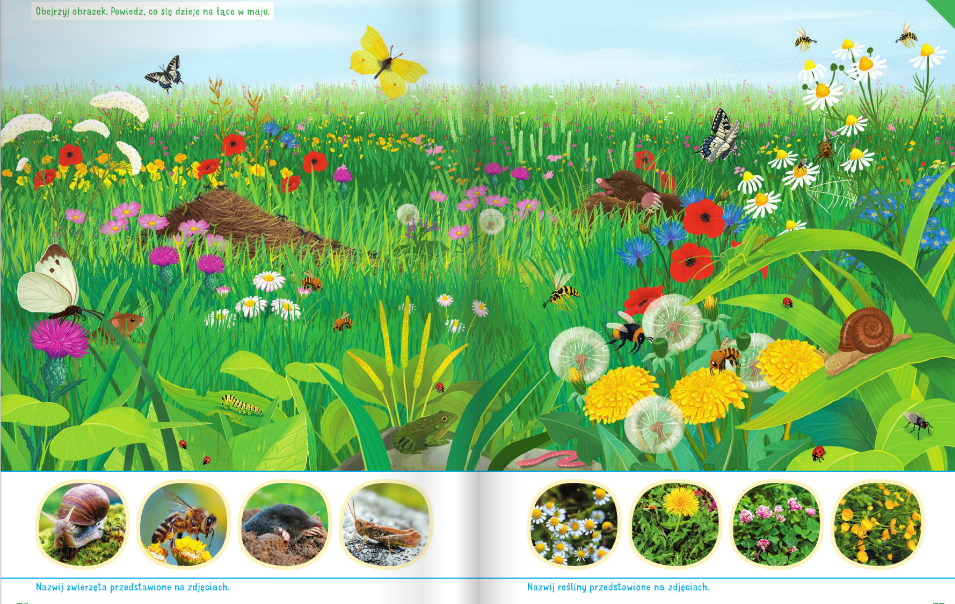 Obejrzyj obrazek. Powiedz, co się dzieje na łące w maju.
Nazwij zwierzęta przedstawione na zdjęciach.
Nazwij rośliny przedstawione na zdjęciach.